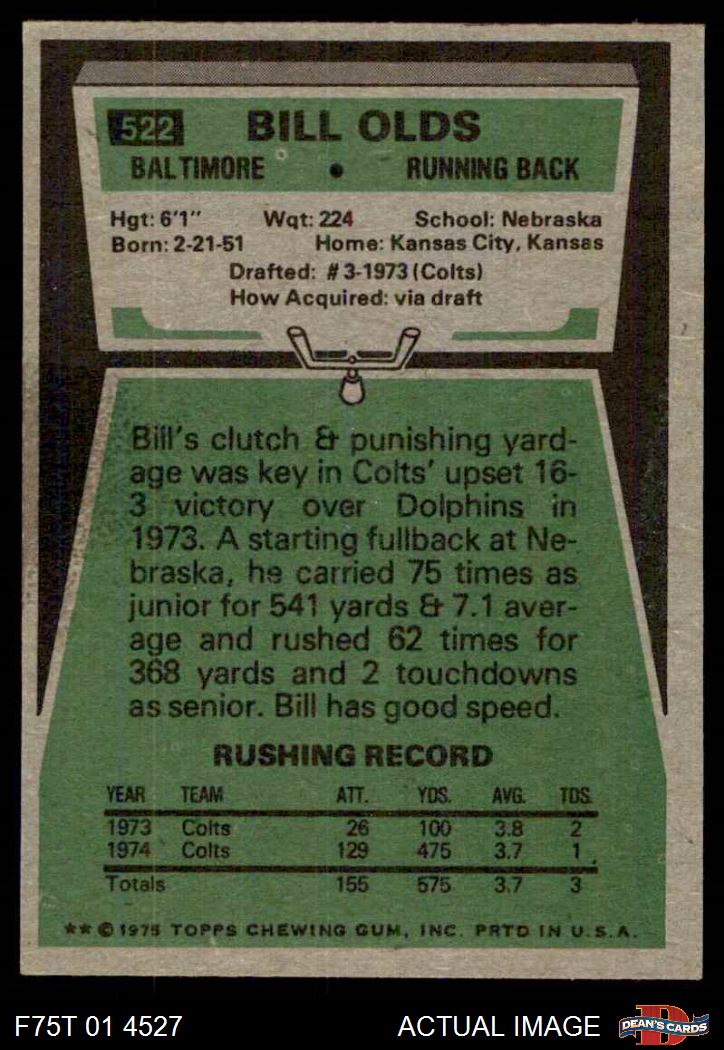 522 BILL OLDS
BALTIMORE • RUNNING BACK
Hgt: 6'1" Wgt: 224 School: Nebraska
Born: 2-21-51 Home: Kansas City, Kansas
Drafted: #3-1973 (Colts)
How Acquired: via draft
Bill's clutch & punishing yard-
age was key in Colts' upset 16-
3 victory over Dolphins in
1973. A starting fullback at Ne-
braska, he carried 75 times as
junior for 541 yards & 7.1 aver-
age and rushed 62 times for
368 yards and 2 touchdowns
as senior. Bill has good speed.
RUSHING RECORD
YEAR TEAM ATT. YDS. AVG. TDS.
1973 Colts 26 100 3.8 2
1974 Colts 129 475 3.7 1
Totals 155 575 3.7 3
**© 1975 TOPPS CHEWING GUM, INC. PRTD IN U.S.A.
F75T 01 4527 ACTUAL IMAGE D DEAN'S CARDS